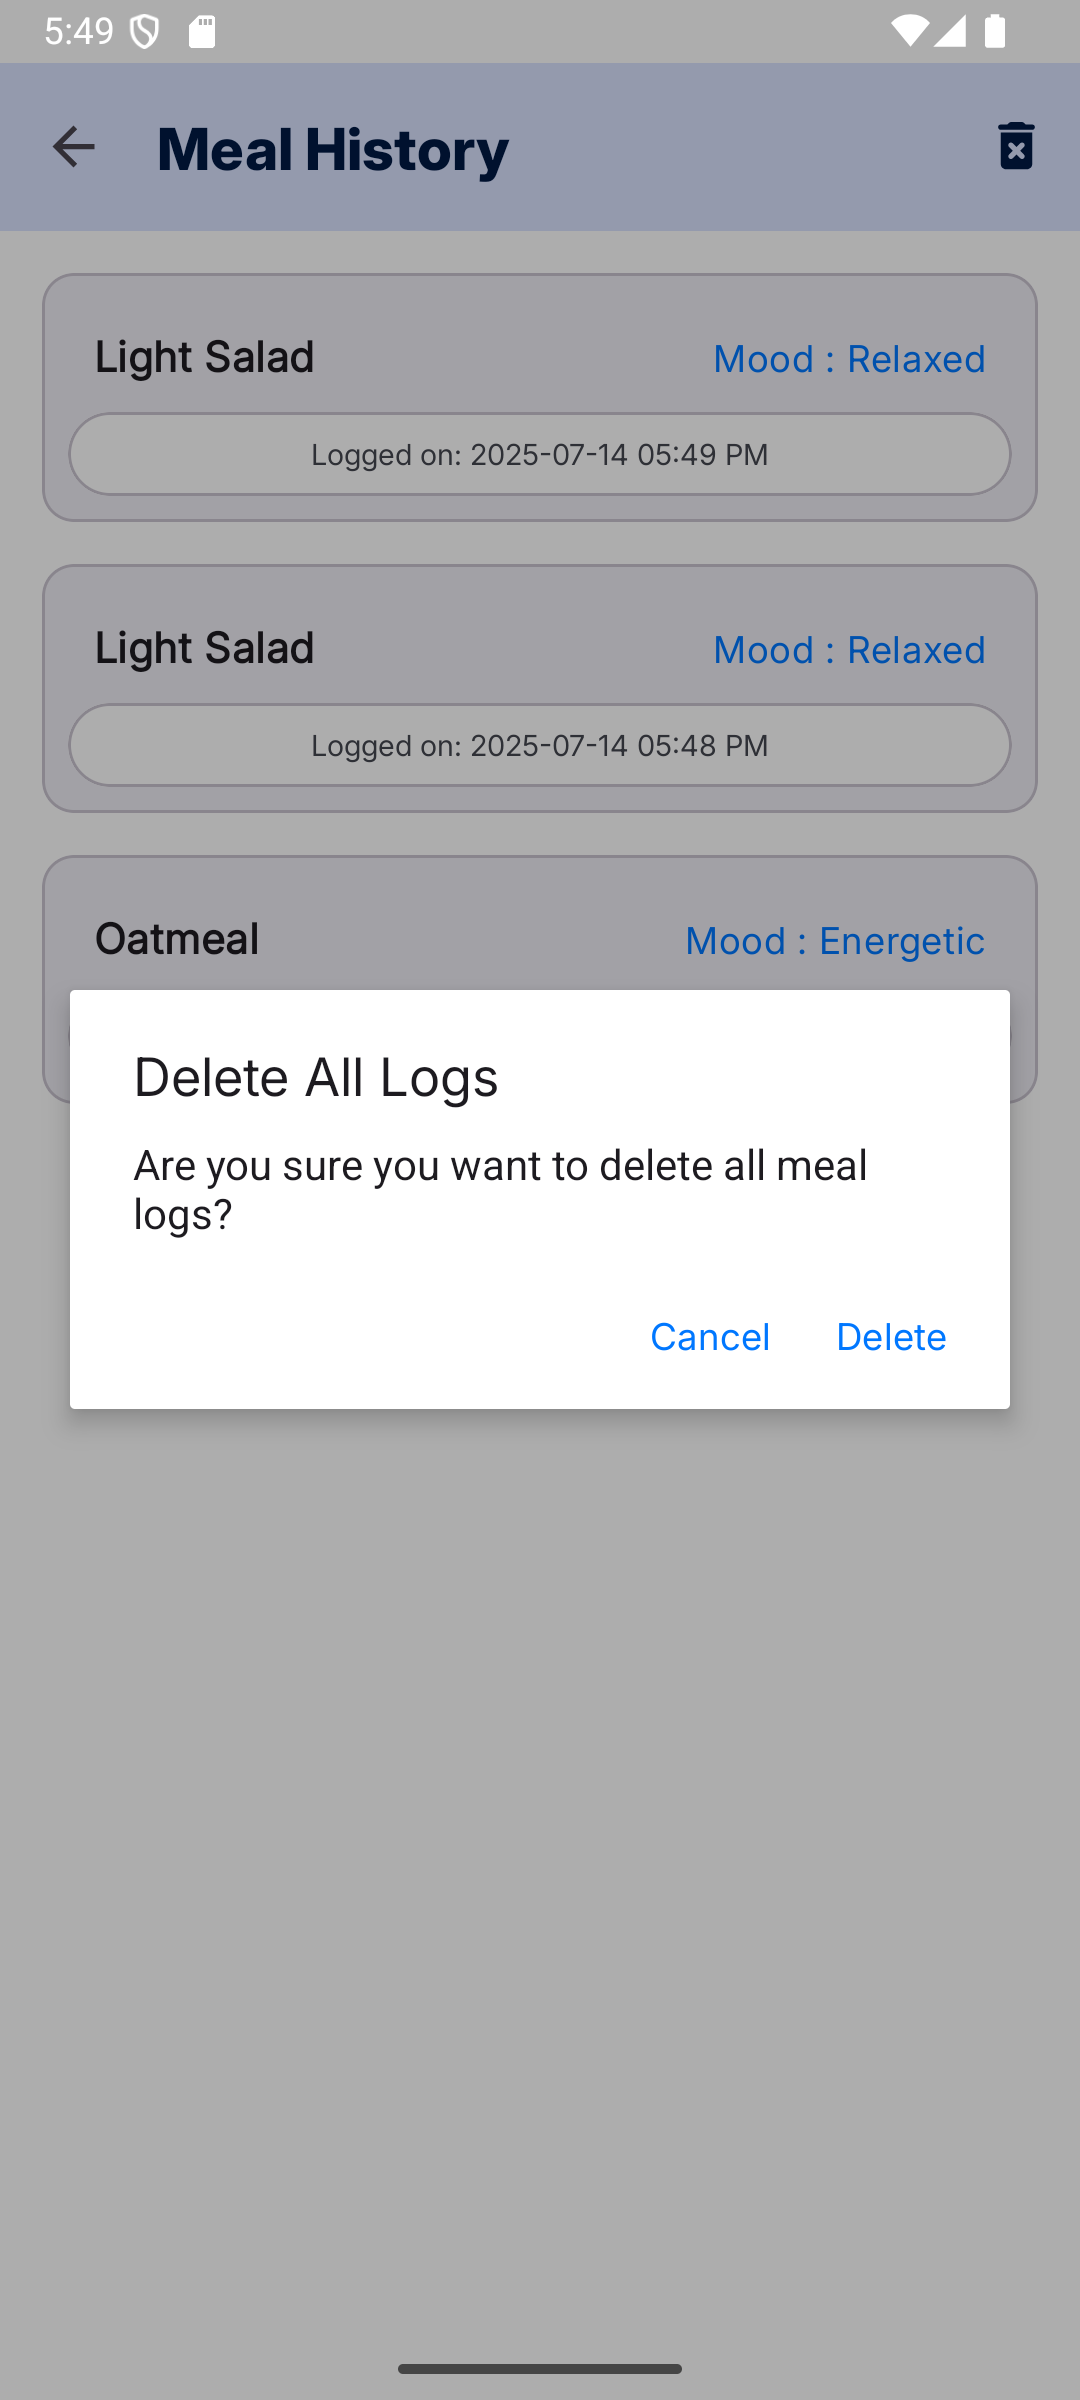 5:49
Meal History
Light Salad
Mood : Relaxed
Logged on: 2025-07-14 05:49 PM
Light Salad
Mood : Relaxed
Logged on: 2025-07-14 05:48 PM
Oatmeal
Mood : Energetic
Delete All Logs
Are you sure you want to delete all meal
logs?
Cancel
Delete